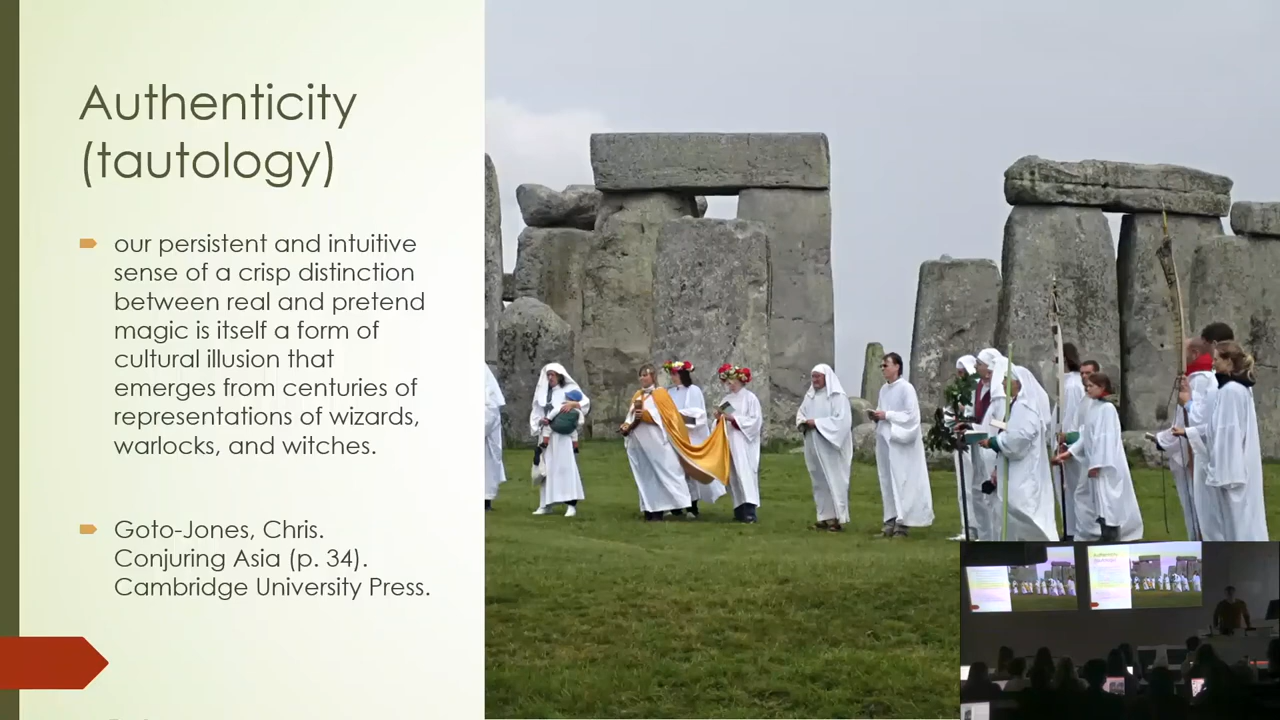 Authenticity
(tautology)
our persistent and intuitive
sense of a crisp distinction
between real and pretend
magic is itself a form of
cultural illusion that
emerges from centuries of
representations of wizards,
warlocks, and witches.
Goto-Jones, Chris.
Conjuring Asia (p. 34).
Cambridge University Press.
Authenticity
(tautology)